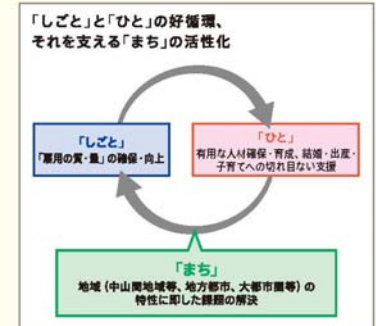 「しごと」と「ひと」の好循環、
それを支える「まち」の活性化
「しごと」
「雇用の質・量」の確保・向上
「ひと」
有用な人材確保・育成、結婚・出産・
子育てへの切れ目ない支援
「まち」
地域（中山間地域等、地方都市、大都市圏等）の
特性に即した課題の解決